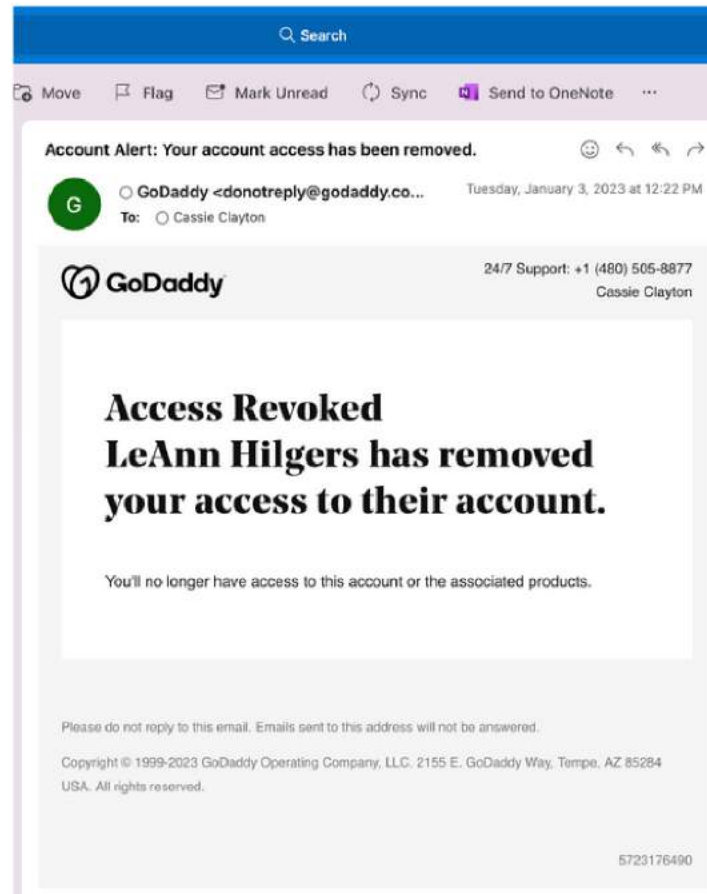 Search
Move Flag Mark Unread Sync Send to OneNote ...
Account Alert: Your account access has been removed.
G
GoDaddy <donotreply@godaddy.co... Tuesday, January 3, 2023 at 12:22 PM
To: Cassie Clayton
GoDaddy 24/7 Support: +1 (480) 505-8877
Cassie Clayton
Access Revoked
LeAnn Hilgers has removed
your access to their account.
You'll no longer have access to this account or the associated products.
Please do not reply to this email. Emails sent to this address will not be answered.
Copyright © 1999-2023 GoDaddy Operating Company, LLC. 2155 E. GoDaddy Way, Tempe, AZ 85284
USA. All rights reserved.
5723176490